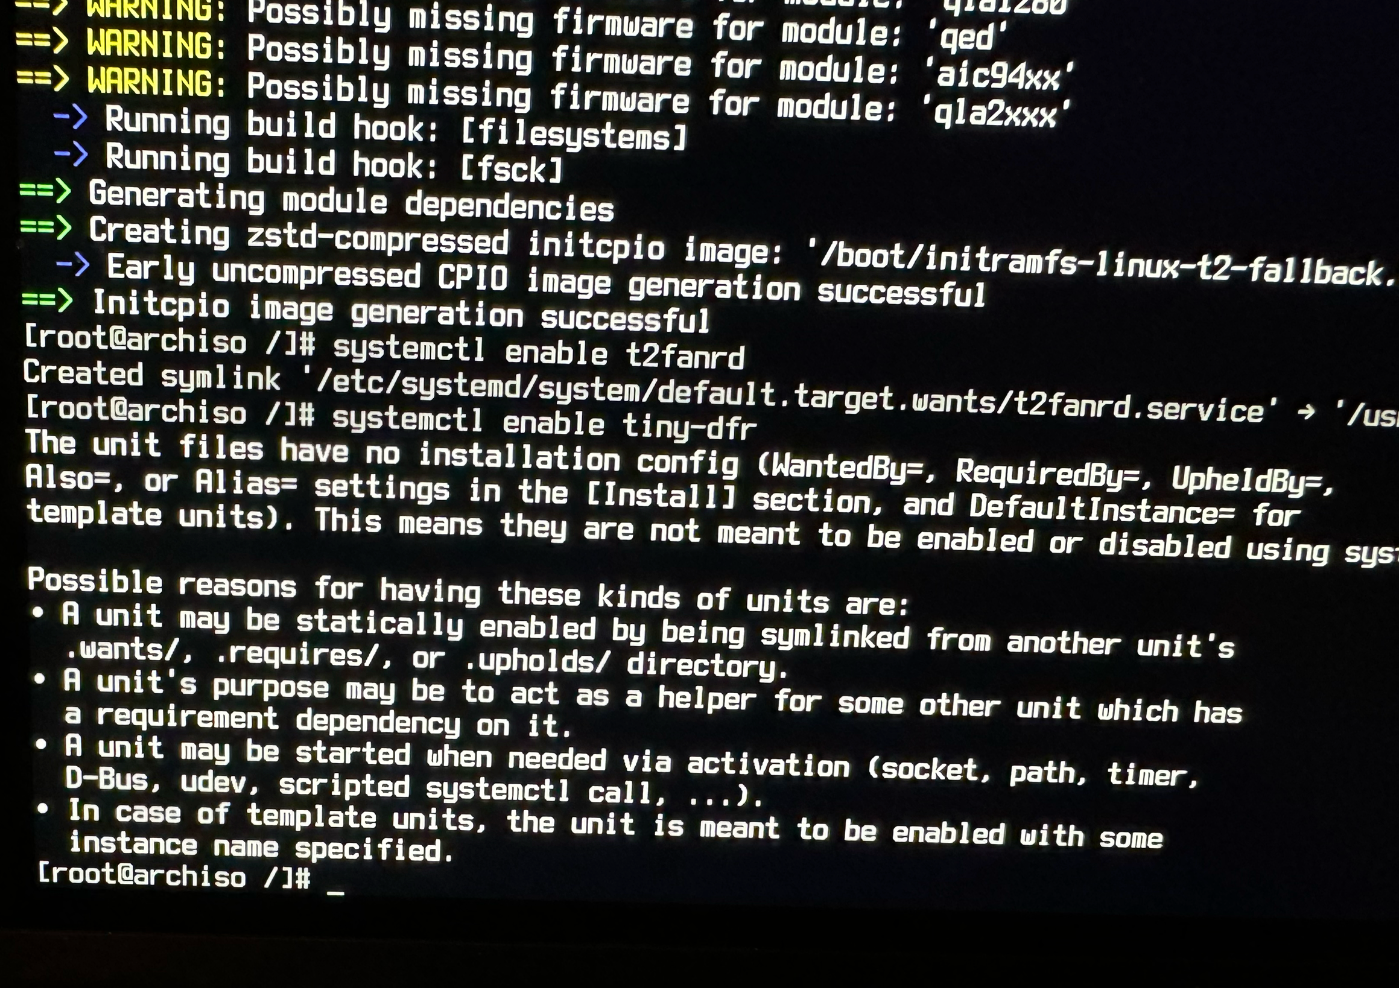 ==> WARNING: Possibly missing firmware for module: 'qla1280'
==> WARNING: Possibly missing firmware for module: 'qed'
==> WARNING: Possibly missing firmware for module: 'aic94xx'
==> WARNING: Possibly missing firmware for module: 'qla2xxx'
-> Running build hook: [filesystems]
-> Running build hook: [fsck]
==> Generating module dependencies
==> Creating zstd-compressed initcpio image: '/boot/initramfs-linux-t2-fallback.
-> Early uncompressed CPIO image generation successful
==> Initcpio image generation successful
[root@archiso /]# systemctl enable t2fanrd
Created symlink '/etc/systemd/system/default.target.wants/t2fanrd.service' → '/us
[root@archiso /]# systemctl enable tiny-dfr
The unit files have no installation config (WantedBy=, RequiredBy=, UpheldBy=,
Also=, or Alias= settings in the [Install] section, and DefaultInstance= for
template units). This means they are not meant to be enabled or disabled using syst
Possible reasons for having these kinds of units are:
• A unit may be statically enabled by being symlinked from another unit's
.wants/, .requires/, or .upholds/ directory.
• A unit's purpose may be to act as a helper for some other unit which has
a requirement dependency on it.
• A unit may be started when needed via activation (socket, path, timer,
D-Bus, udev, scripted systemctl call, ...).
• In case of template units, the unit is meant to be enabled with some
instance name specified.
[root@archiso /]# _